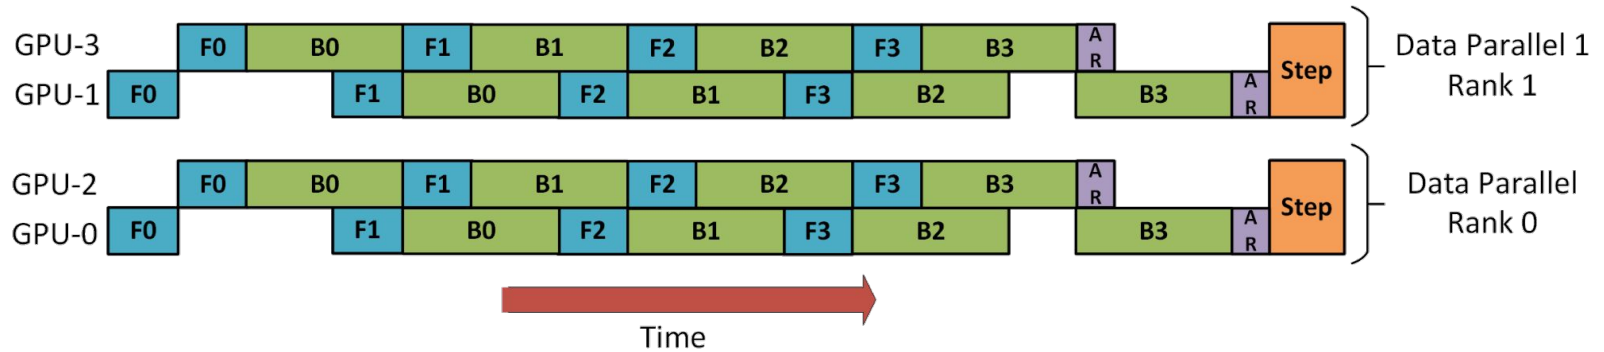 GPU-3 F0 B0 F1 B1 F2 B2 F3 B3 A R
GPU-1 F0 F1 B0 F2 B1 F3 B2 B3 A R
Step
Data Parallel 1
Rank 1
GPU-2 F0 B0 F1 B1 F2 B2 F3 B3 A R
GPU-0 F0 F1 B0 F2 B1 F3 B2 B3 A R
Step
Data Parallel
Rank 0
Time